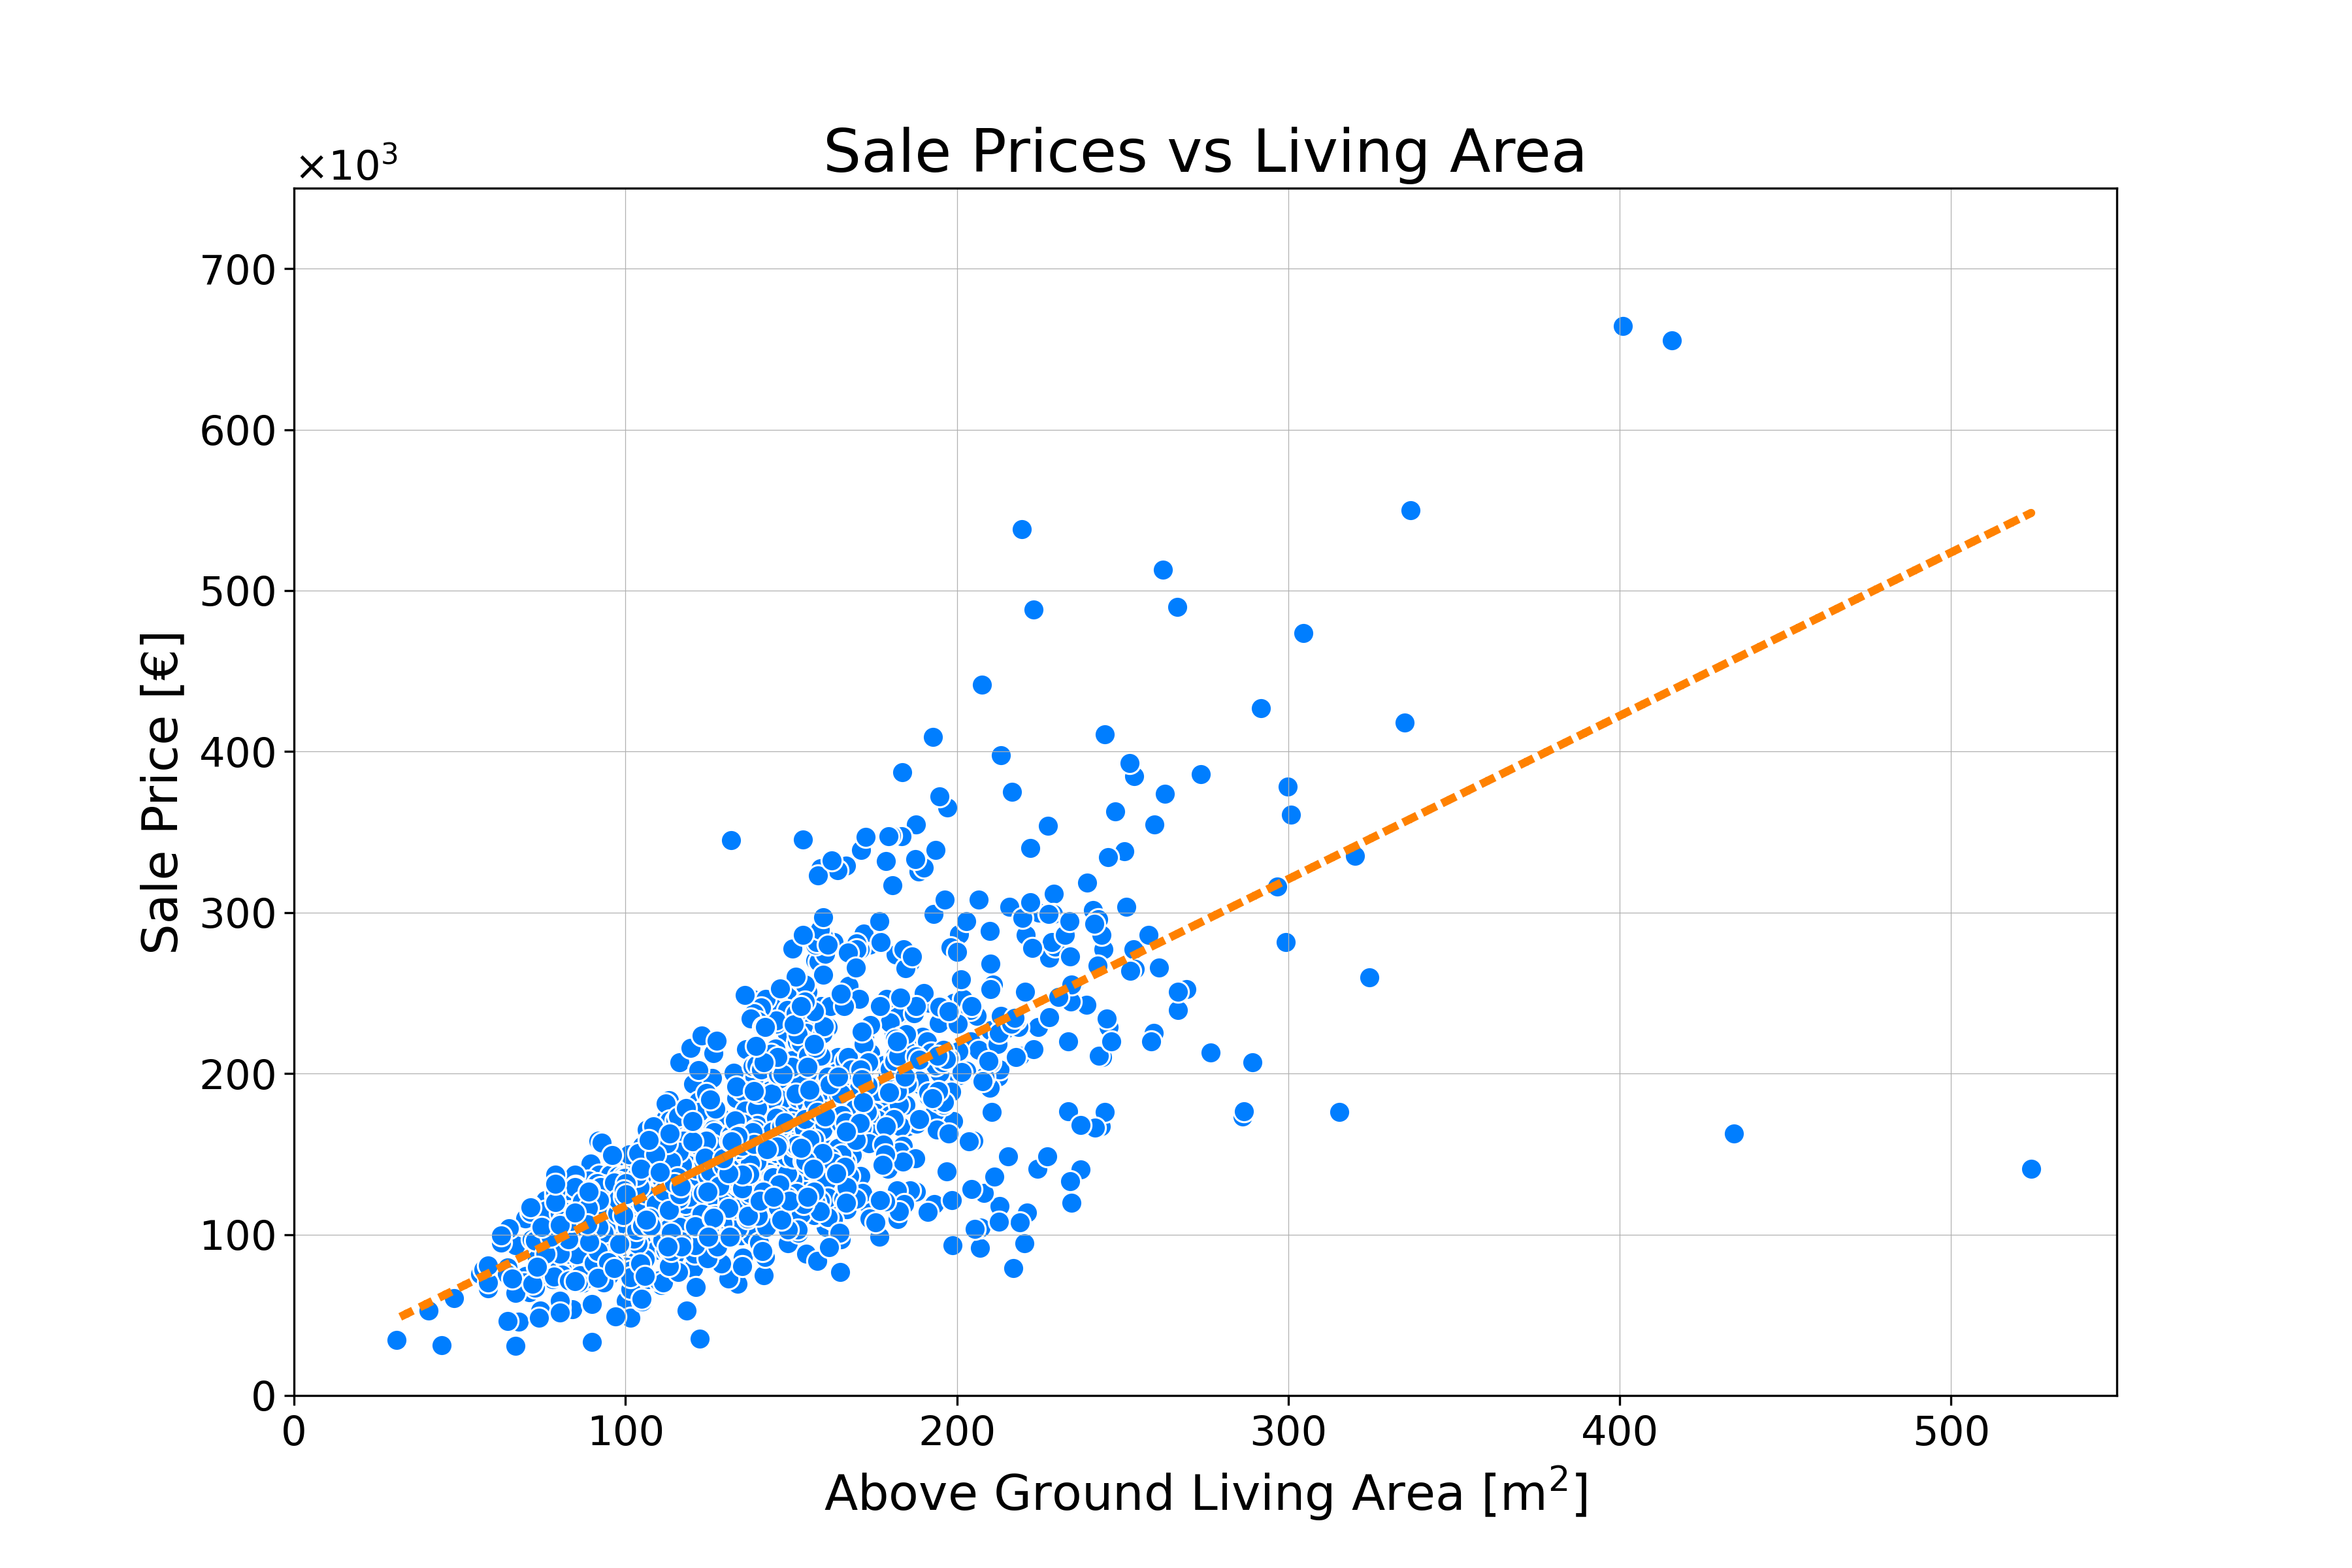 Sale Prices vs Living Area
×10³
700
600
500
400
300
200
100
0
Sale Price [€]
0 100 200 300 400 500
Above Ground Living Area [m²]